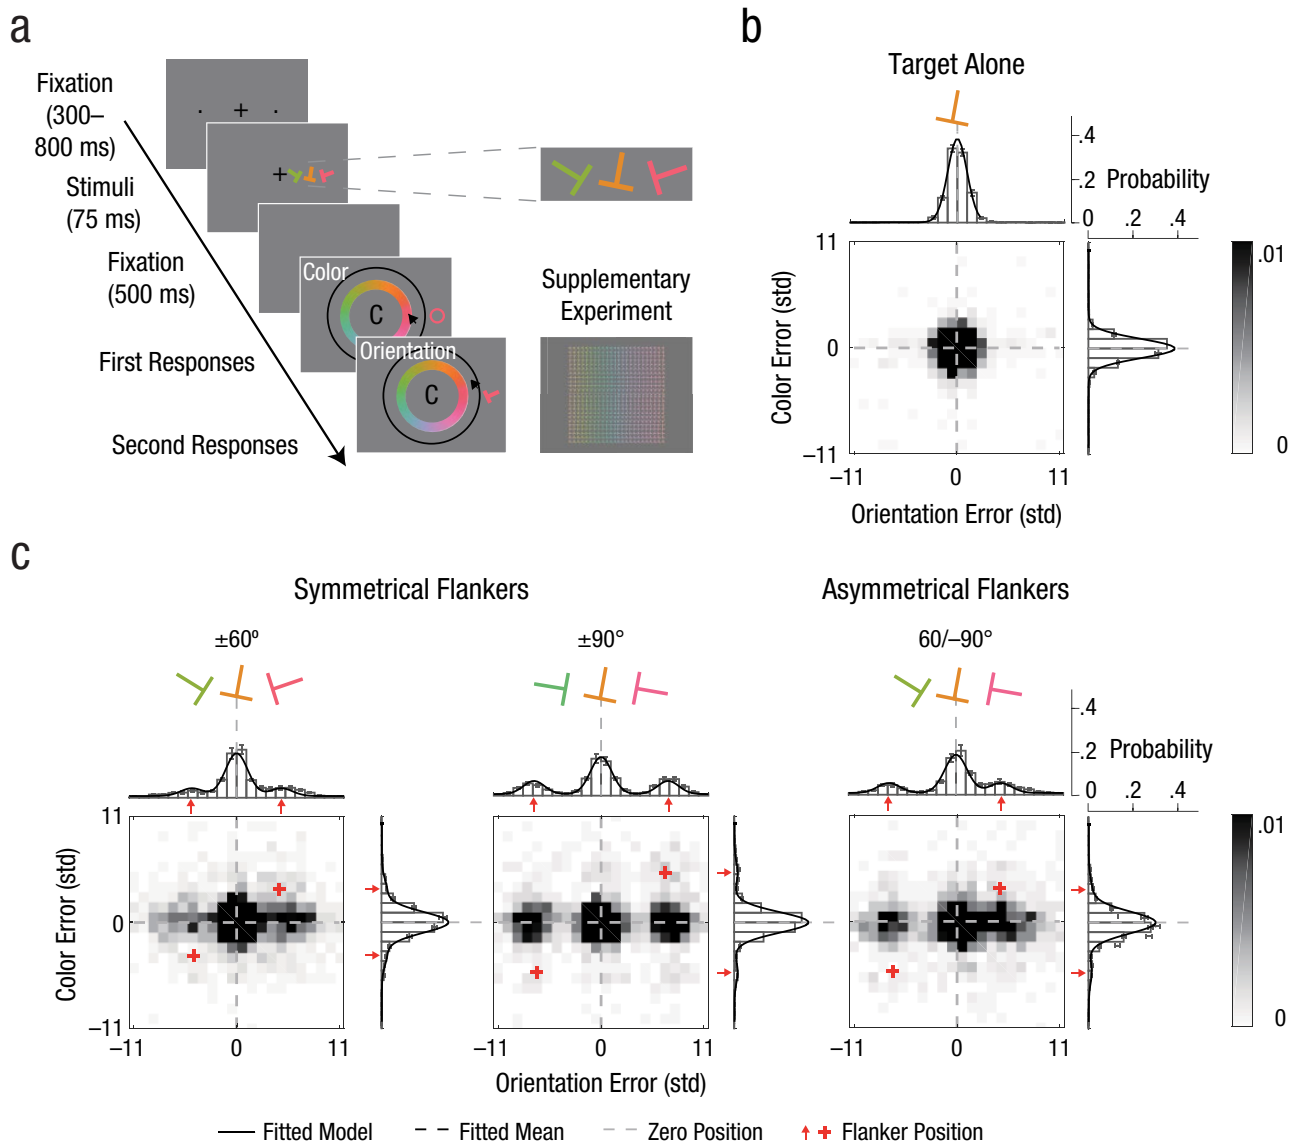 a
Fixation
(300–
800 ms)
Stimuli
(75 ms)
Fixation
(500 ms)
First Responses
Second Responses
Color
C
Orientation
C
Supplementary
Experiment
b
Target Alone
.4
.2
0
Probability
.2 .4
11
0
–11
Color Error (std)
–11 0 11
Orientation Error (std)
.01
0
c
Symmetrical Flankers
Asymmetrical Flankers
±60º
±90°
60/–90°
.4
.2
0
Probability
.2 .4
11
0
–11
Color Error (std)
–11 0 11
–11 0 11
–11 0 11
Orientation Error (std)
.01
0
Fitted Model Fitted Mean Zero Position Flanker Position